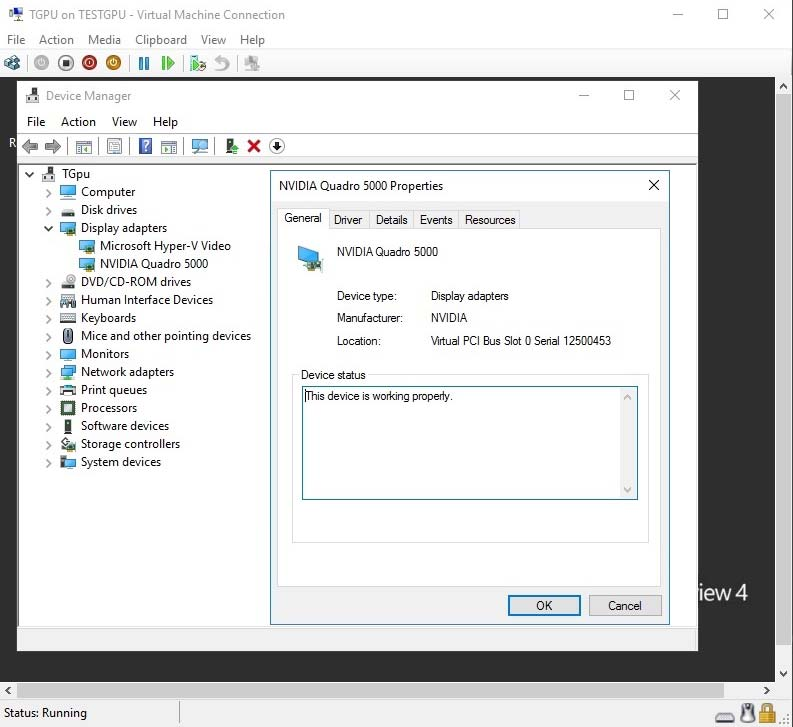 TGPU on TESTGPU - Virtual Machine Connection
File Action Media Clipboard View Help
Device Manager
File Action View Help
R
TGpu
Computer
Disk drives
Display adapters
Microsoft Hyper-V Video
NVIDIA Quadro 5000
DVD/CD-ROM drives
Human Interface Devices
Keyboards
Mice and other pointing devices
Monitors
Network adapters
Print queues
Processors
Software devices
Storage controllers
System devices
NVIDIA Quadro 5000 Properties
General Driver Details Events Resources
NVIDIA Quadro 5000
Device type: Display adapters
Manufacturer: NVIDIA
Location: Virtual PCI Bus Slot 0 Serial 12500453
Device status
This device is working properly.
OK Cancel
iew 4
Status: Running